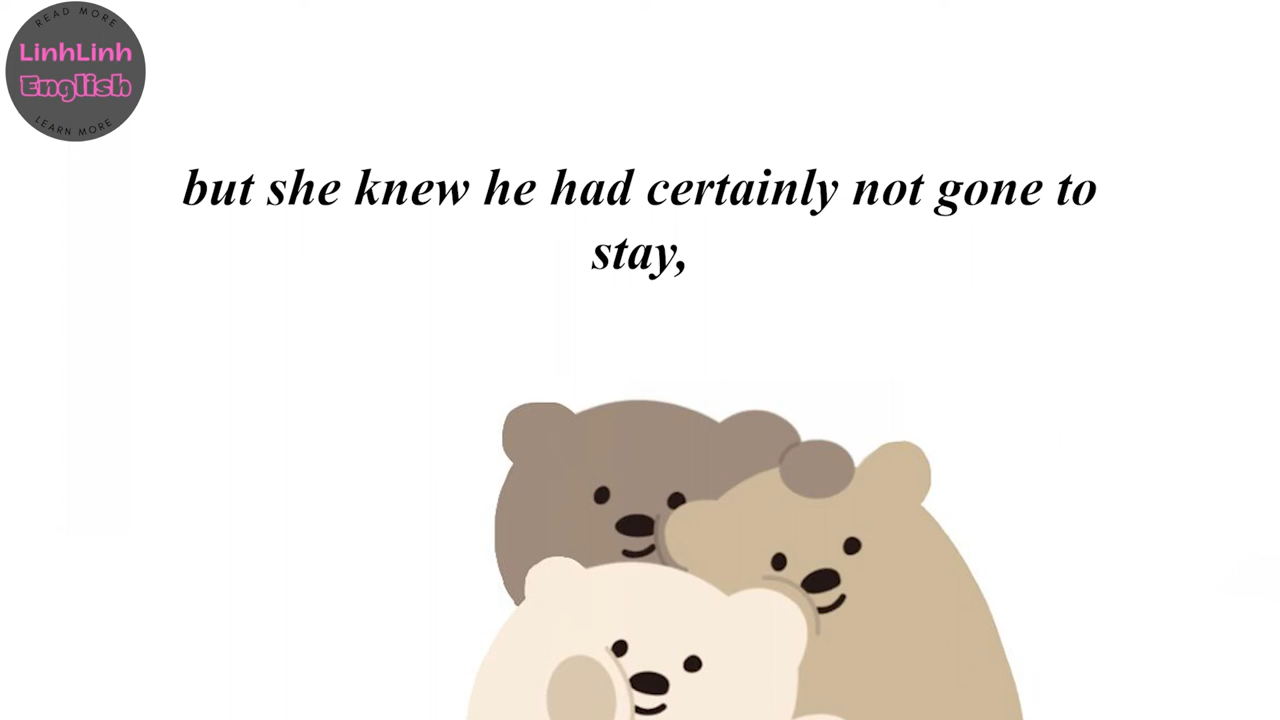 READ MORE
LinhLinh
English
LEARN MORE
but she knew he had certainly not gone to
stay,